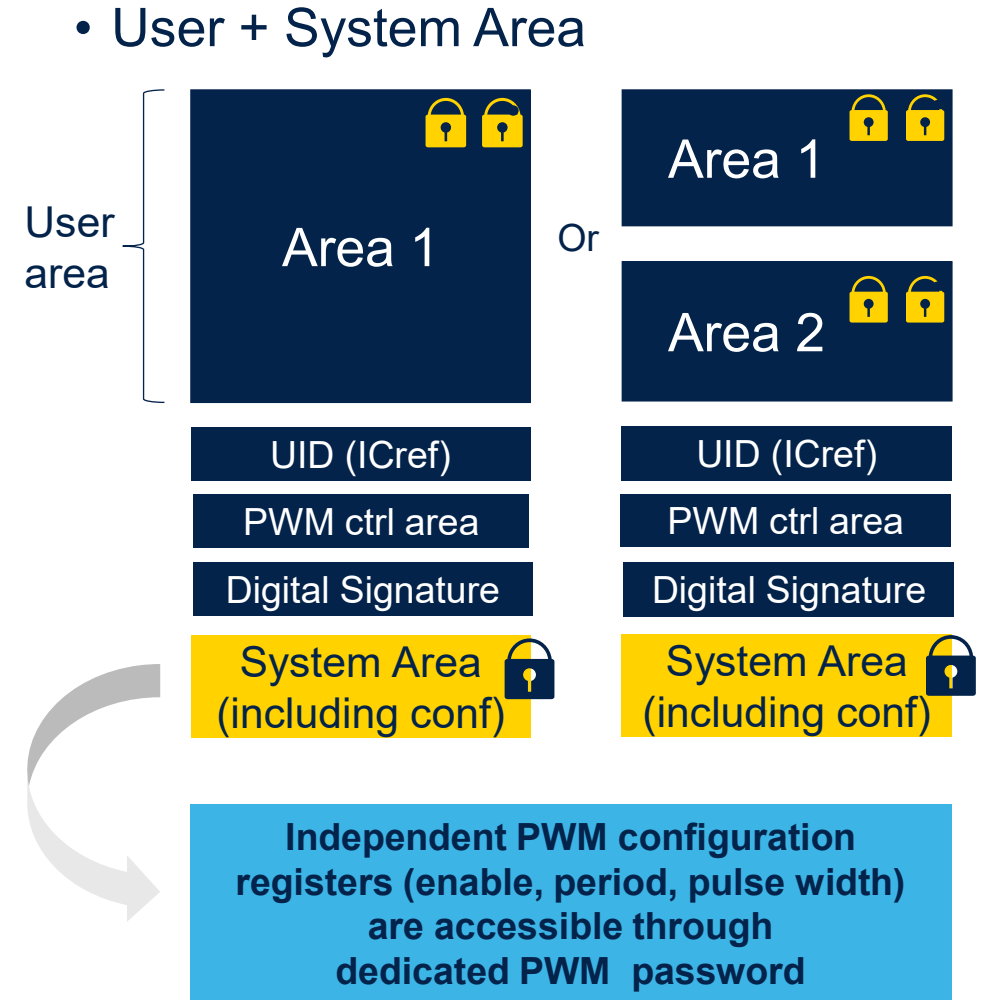 • User + System Area
User
area
Area 1
Or
Area 1
Area 2
UID (ICref)
PWM ctrl area
Digital Signature
System Area
(including conf)
UID (ICref)
PWM ctrl area
Digital Signature
System Area
(including conf)
Independent PWM configuration
registers (enable, period, pulse width)
are accessible through
dedicated PWM  password